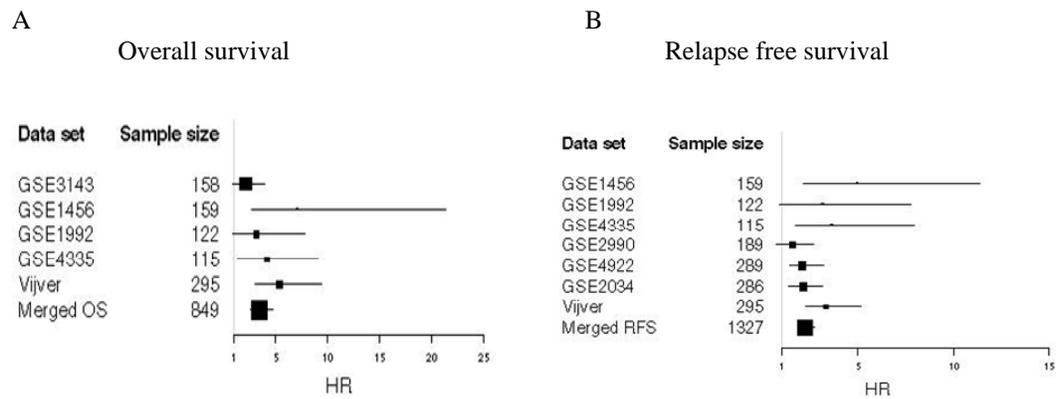 A
Overall survival
Data set Sample size
GSE3143 158
GSE1456 159
GSE1992 122
GSE4335 115
Vijver 295
Merged OS 849
1 5 10 15 20 25
HR
B
Relapse free survival
Data set Sample size
GSE1456 159
GSE1992 122
GSE4335 115
GSE2990 189
GSE4922 289
GSE2034 286
Vijver 295
Merged RFS 1327
1 5 10 15
HR